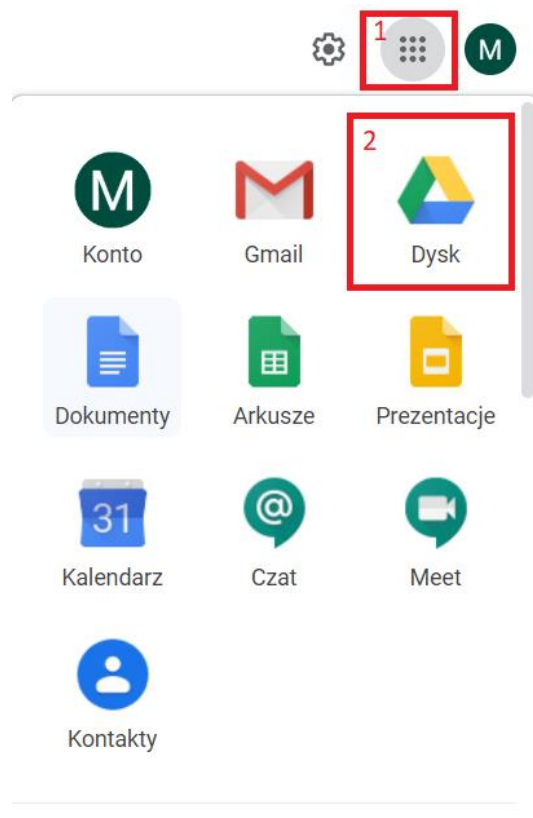 1
M
2
M
Konto
Gmail
Dysk
Dokumenty
Arkusze
Prezentacje
31
@
Kalendarz
Czat
Meet
Kontakty